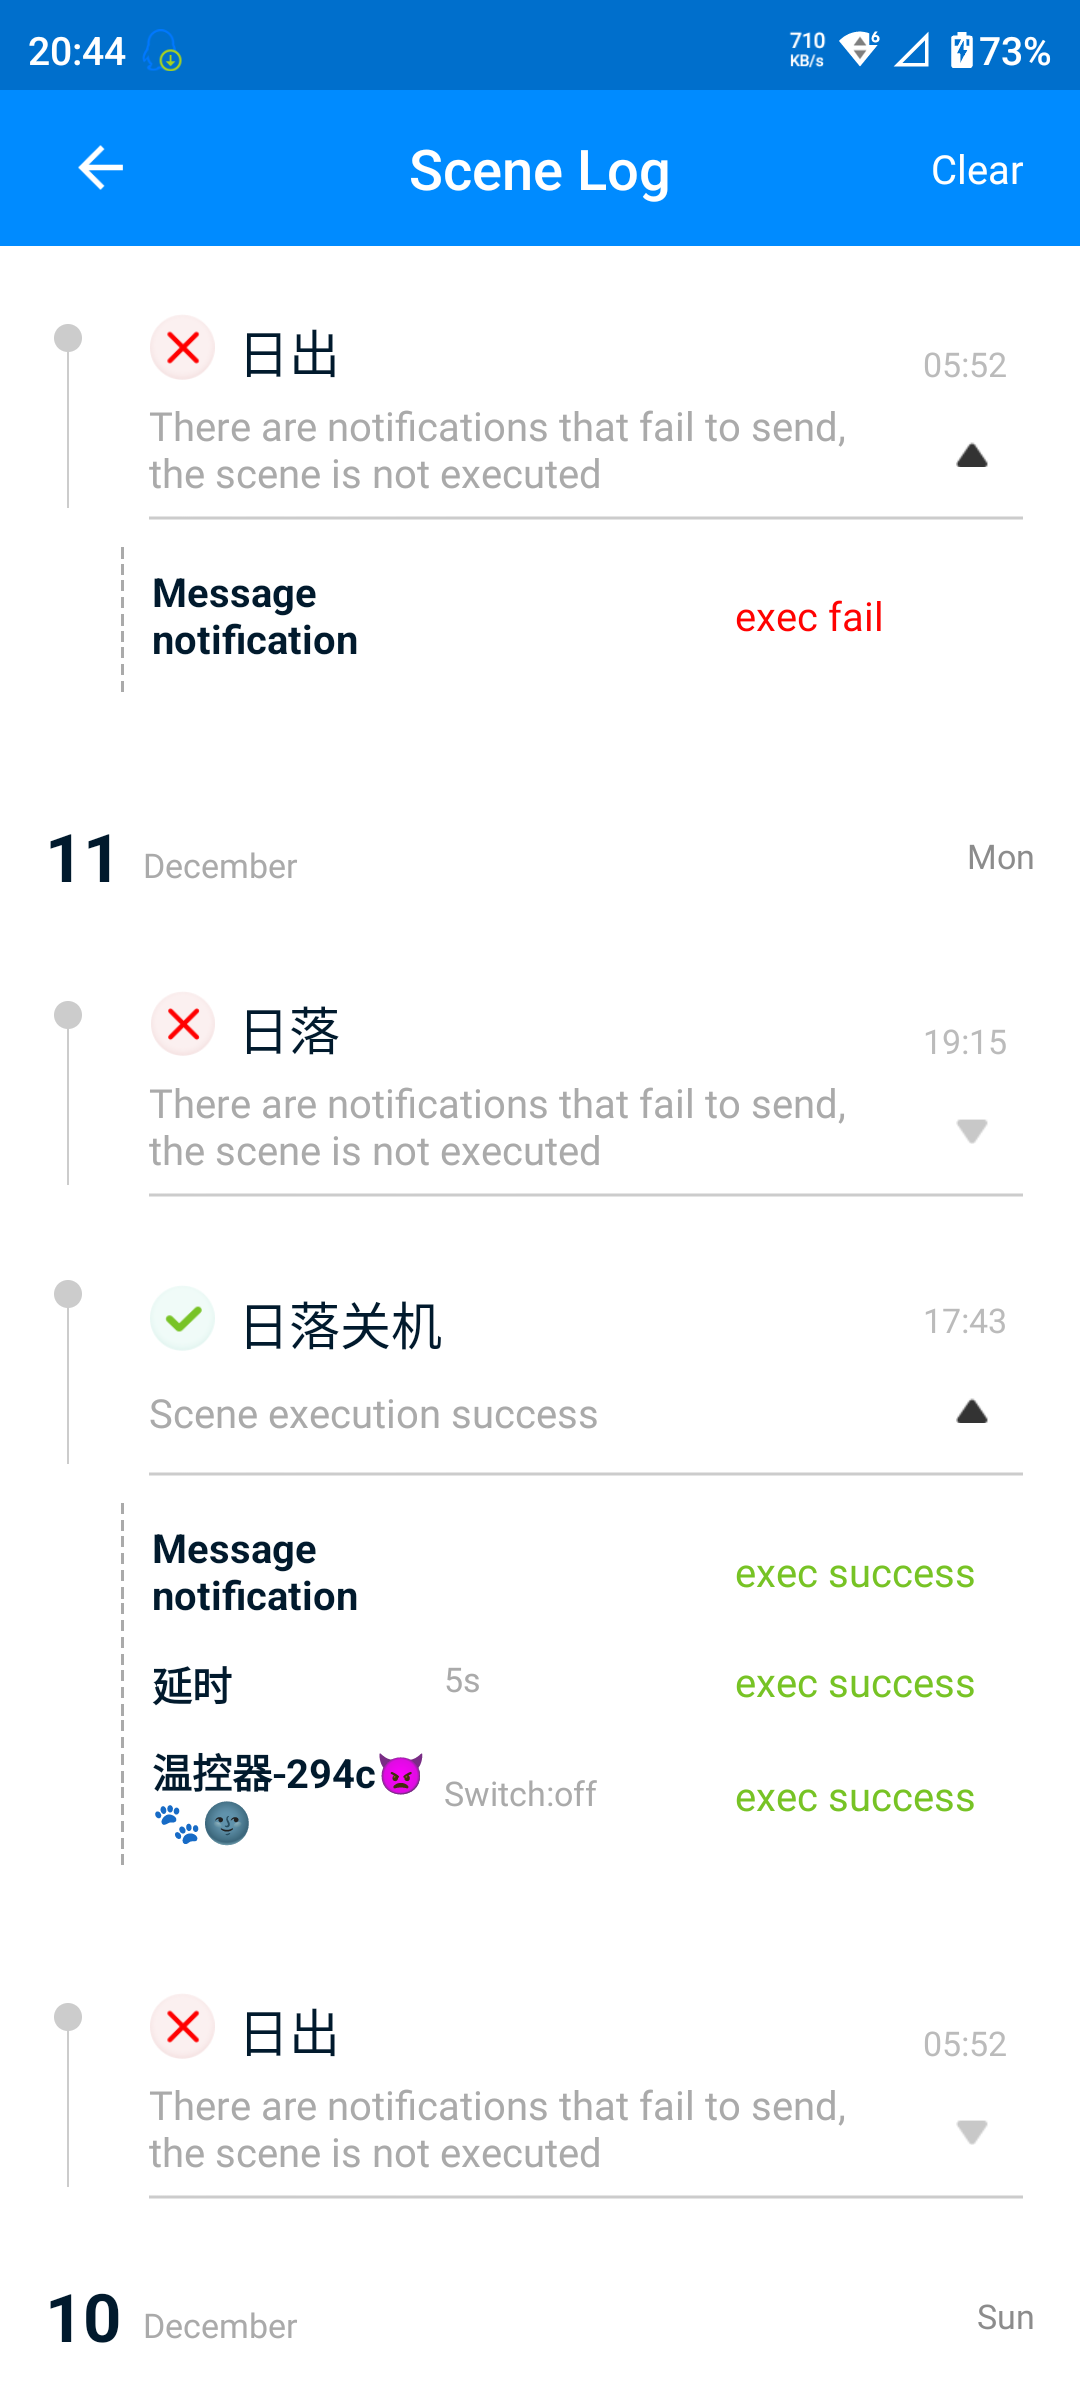 20:44
710
KB/s
6
73%
Scene Log
Clear
日出
05:52
There are notifications that fail to send,
the scene is not executed
Message
notification
exec fail
11 December
Mon
日落
19:15
There are notifications that fail to send,
the scene is not executed
日落关机
17:43
Scene execution success
Message
notification
exec success
延时
5s
exec success
温控器-294c👿
🐾🌚
Switch:off
exec success
日出
05:52
There are notifications that fail to send,
the scene is not executed
10 December
Sun